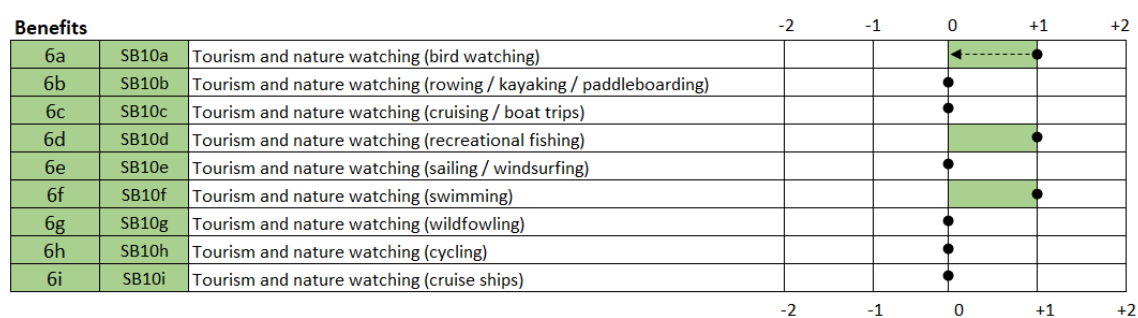 Benefits -2 -1 0 +1 +2
6a SB10a Tourism and nature watching (bird watching)
6b SB10b Tourism and nature watching (rowing / kayaking / paddleboarding)
6c SB10c Tourism and nature watching (cruising / boat trips)
6d SB10d Tourism and nature watching (recreational fishing)
6e SB10e Tourism and nature watching (sailing / windsurfing)
6f SB10f Tourism and nature watching (swimming)
6g SB10g Tourism and nature watching (wildfowling)
6h SB10h Tourism and nature watching (cycling)
6i SB10i Tourism and nature watching (cruise ships)
-2 -1 0 +1 +2